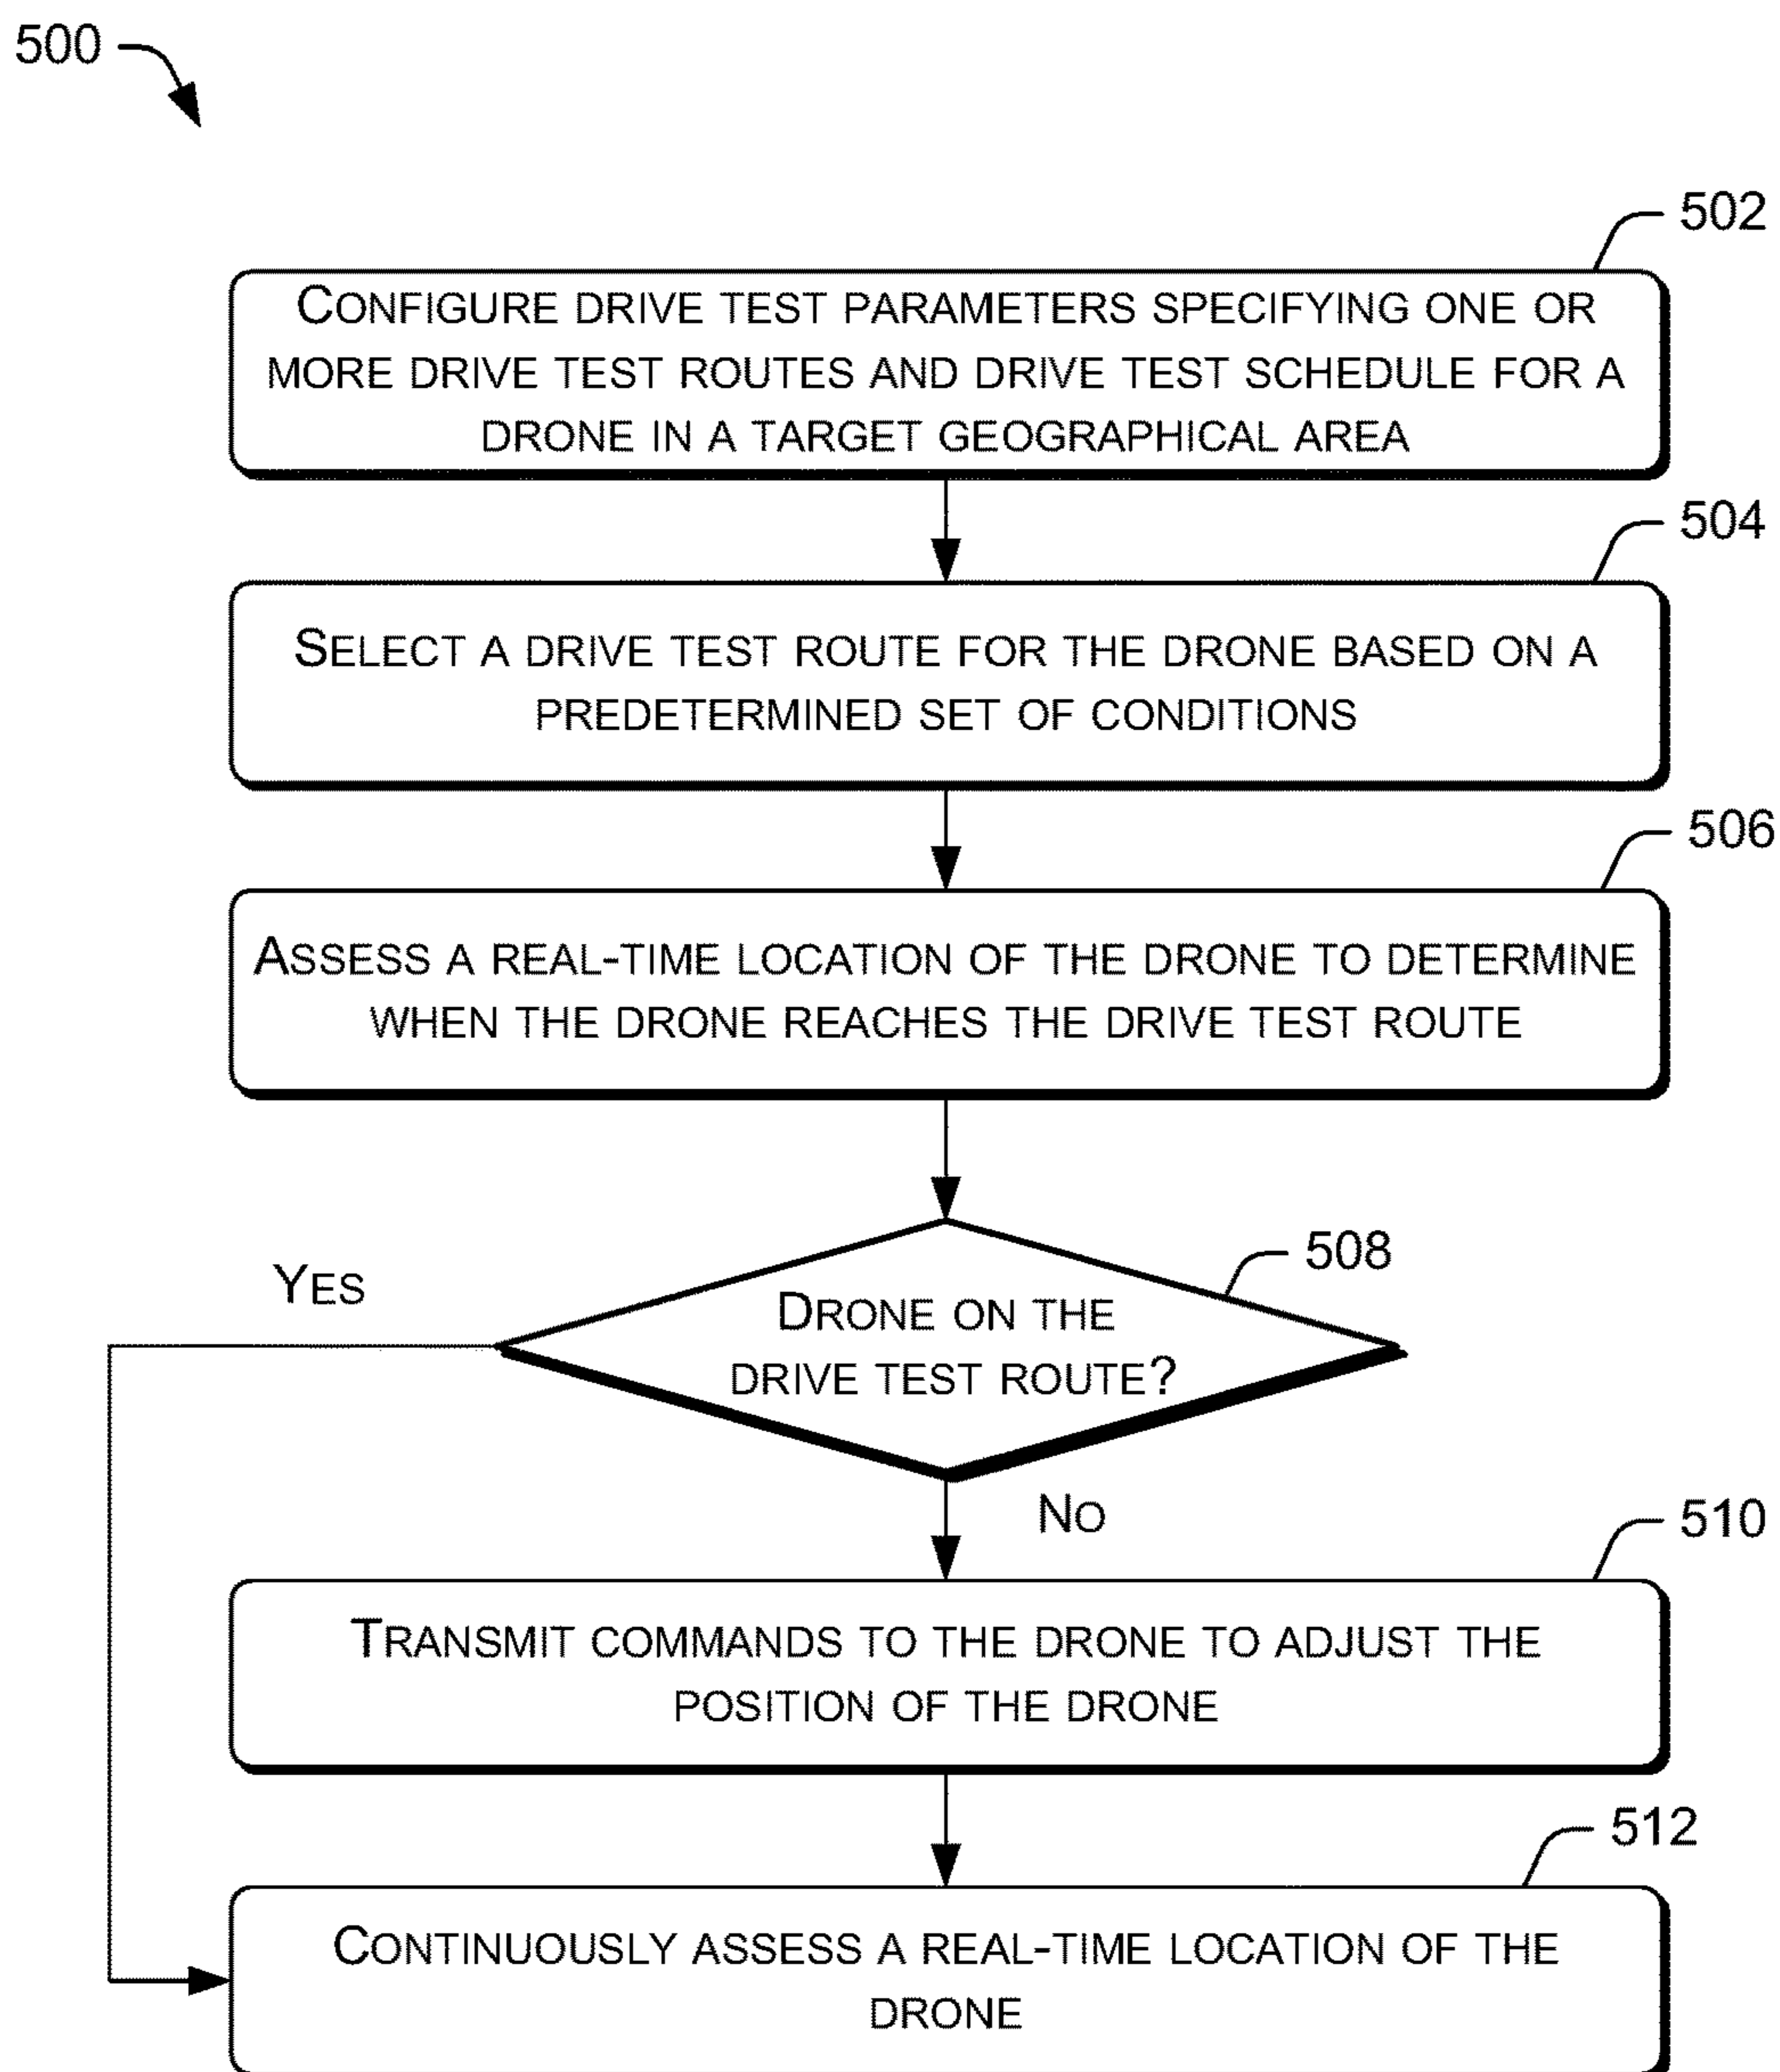 500
502
CONFIGURE DRIVE TEST PARAMETERS SPECIFYING ONE OR
MORE DRIVE TEST ROUTES AND DRIVE TEST SCHEDULE FOR A
DRONE IN A TARGET GEOGRAPHICAL AREA
504
SELECT A DRIVE TEST ROUTE FOR THE DRONE BASED ON A
PREDETERMINED SET OF CONDITIONS
506
ASSESS A REAL-TIME LOCATION OF THE DRONE TO DETERMINE
WHEN THE DRONE REACHES THE DRIVE TEST ROUTE
508
YES
DRONE ON THE
DRIVE TEST ROUTE?
NO
510
TRANSMIT COMMANDS TO THE DRONE TO ADJUST THE
POSITION OF THE DRONE
512
CONTINUOUSLY ASSESS A REAL-TIME LOCATION OF THE
DRONE